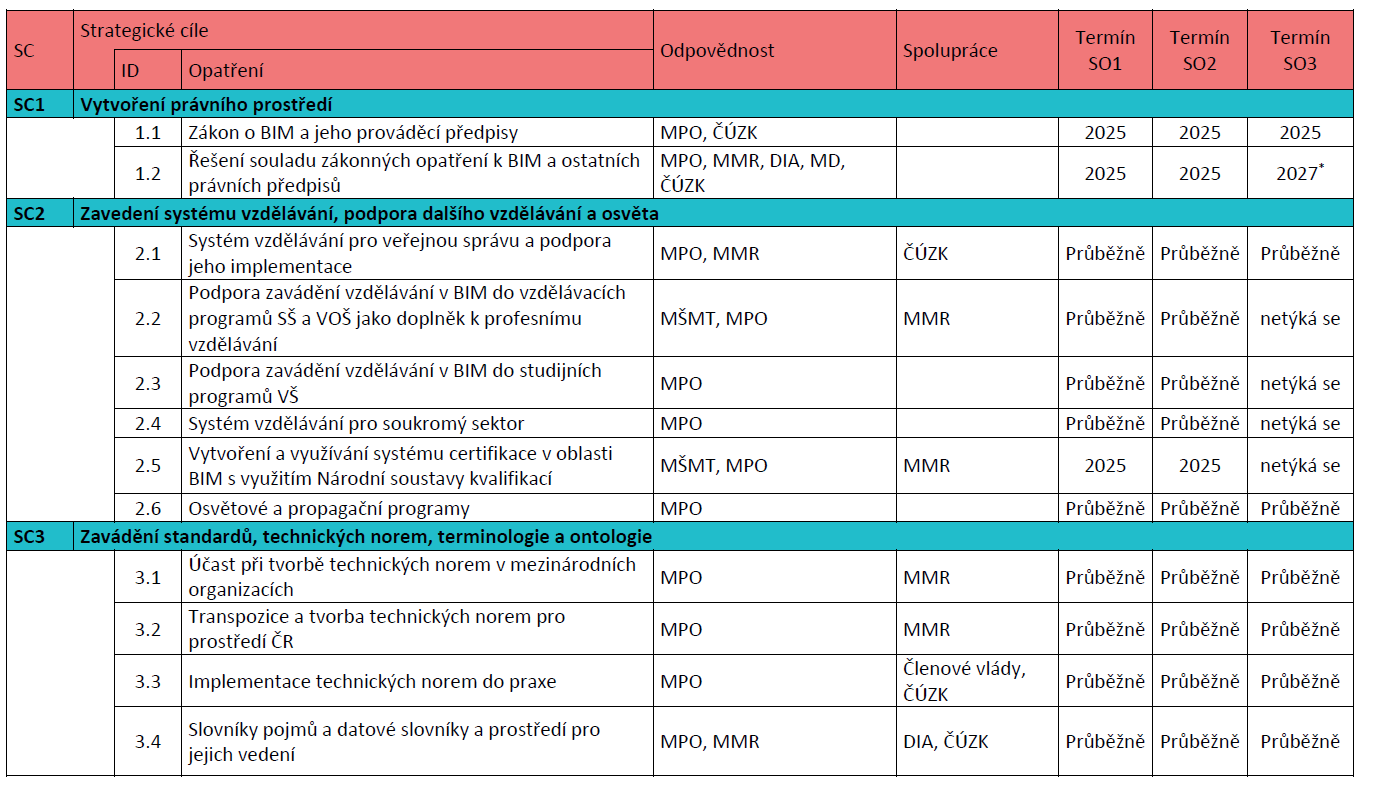 SC
Strategické cíle
ID
Opatření
Odpovědnost
Spolupráce
Termín
SO1
Termín
SO2
Termín
SO3
SC1 Vytvoření právního prostředí
1.1 Zákon o BIM a jeho prováděcí předpisy MPO, ČÚZK 2025 2025 2025
1.2 Řešení souladu zákonných opatření k BIM a ostatních
právních předpisů
MPO, MMR, DIA, MD,
ČÚZK
2025 2025 2027*
SC2 Zavedení systému vzdělávání, podpora dalšího vzdělávání a osvěta
2.1 Systém vzdělávání pro veřejnou správu a podpora
jeho implementace
MPO, MMR ČÚZK Průběžně Průběžně Průběžně
2.2 Podpora zavádění vzdělávání v BIM do vzdělávacích
programů SŠ a VOŠ jako doplněk k profesnímu
vzdělávání
MŠMT, MPO MMR Průběžně Průběžně netýká se
2.3 Podpora zavádění vzdělávání v BIM do studijních
programů VŠ
MPO Průběžně Průběžně netýká se
2.4 Systém vzdělávání pro soukromý sektor MPO Průběžně Průběžně netýká se
2.5 Vytvoření a využívání systému certifikace v oblasti
BIM s využitím Národní soustavy kvalifikací
MŠMT, MPO MMR 2025 2025 netýká se
2.6 Osvětové a propagační programy MPO Průběžně Průběžně Průběžně
SC3 Zavádění standardů, technických norem, terminologie a ontologie
3.1 Účast při tvorbě technických norem v mezinárodních
organizacích
MPO MMR Průběžně Průběžně Průběžně
3.2 Transpozice a tvorba technických norem pro
prostředí ČR
MPO MMR Průběžně Průběžně Průběžně
3.3 Implementace technických norem do praxe MPO Členové vlády,
ČÚZK
Průběžně Průběžně Průběžně
3.4 Slovníky pojmů a datové slovníky a prostředí pro
jejich vedení
MPO, MMR DIA, ČÚZK Průběžně Průběžně Průběžně